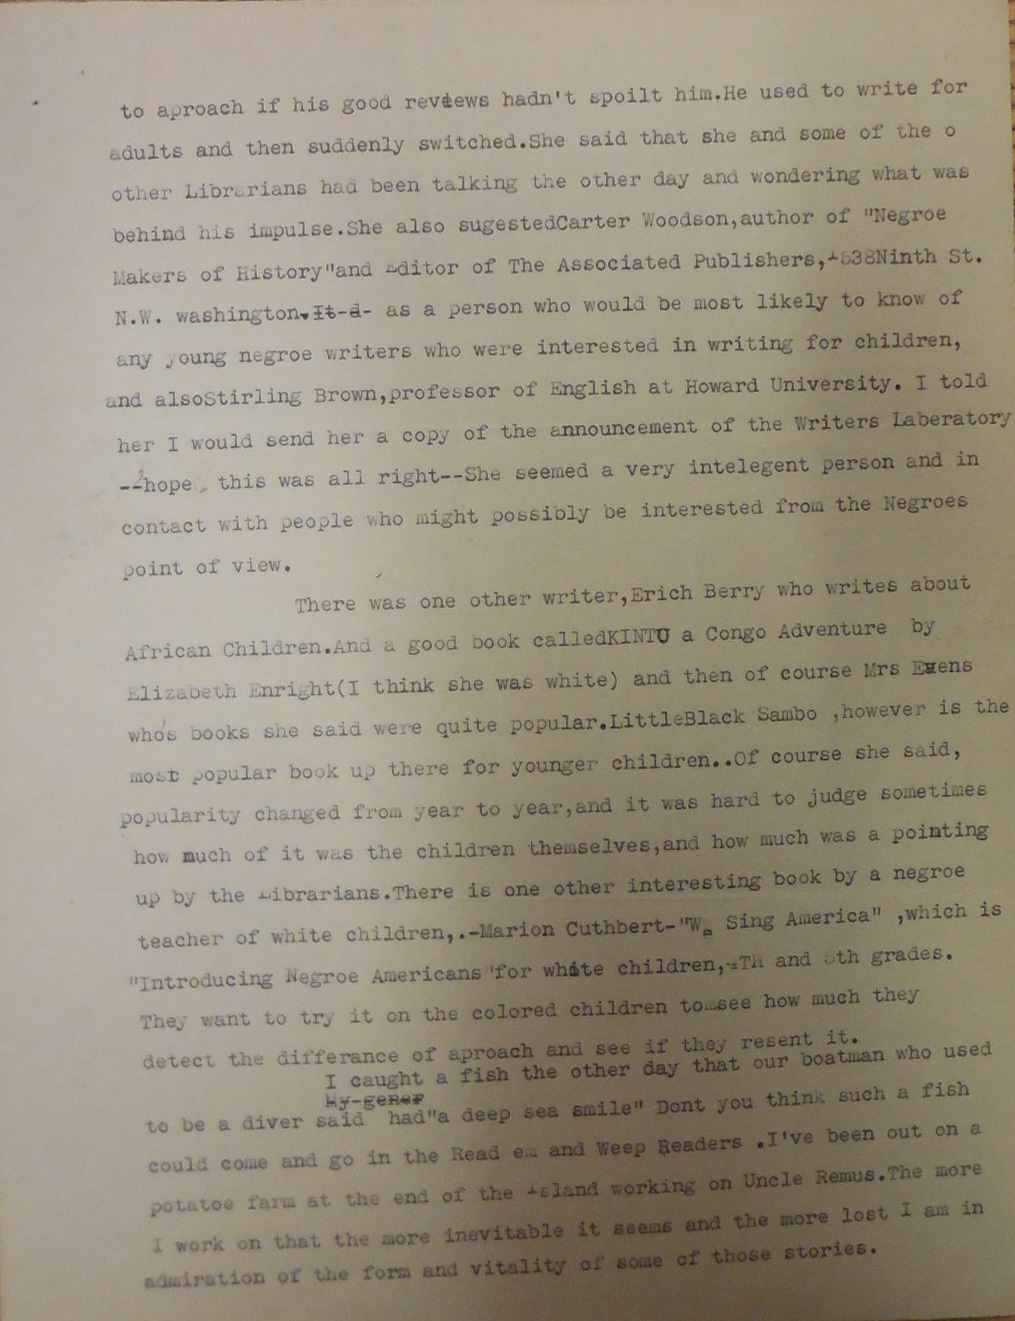 to aproach if his good reviews hadn't spoilt him.He used to write for
adults and then suddenly switched.She said that she and some of the o
other Librarians had been talking the other day and wondering what was
behind his impulse.She also sugestedCarter Woodson,author of "Negroe
Makers of History"and Editor of The Associated Publishers,1538Ninth St.
N.W. washington.It-d- as a person who would be most likely to know of
any young negroe writers who were interested in writing for children,
and alsoStirling Brown,professor of English at Howard University. I told
her I would send her a copy of the announcement of the Writers Laberatory
--I hope this was all right--She seemed a very intelegent person and in
contact with people who might possibly be interested from the Negroes
point of view.
There was one other writer,Erich Berry who writes about
African Children.And a good book calledKINTU a Congo Adventure by
Elizabeth Enright(I think she was white) and then of course Mrs Evens
who's books she said were quite popular.LittleBlack Sambo ,however is the
most popular book up there for younger children..Of course she said,
popularity changed from year to year,and it was hard to judge sometimes
how much of it was the children themselves,and how much was a pointing
up by the Librarians.There is one other interesting book by a negroe
teacher of white children,.-Marion Cuthbert-"We Sing America" ,which is
"Introducing Negroe Americans"for white children,4TH and 5th grades.
They want to try it on the colored children to see how much they
detect the differance of aproach and see if they resent it.
I caught a fish the other day that our boatman who used
My-gener
to be a diver said had"a deep sea smile" Dont you think such a fish
could come and go in the Read em and Weep Readers .I've been out on a
potatoe farm at the end of the Island working on Uncle Remus.The more
I work on that the more inevitable it seems and the more lost I am in
admiration of the form and vitality of some of those stories.